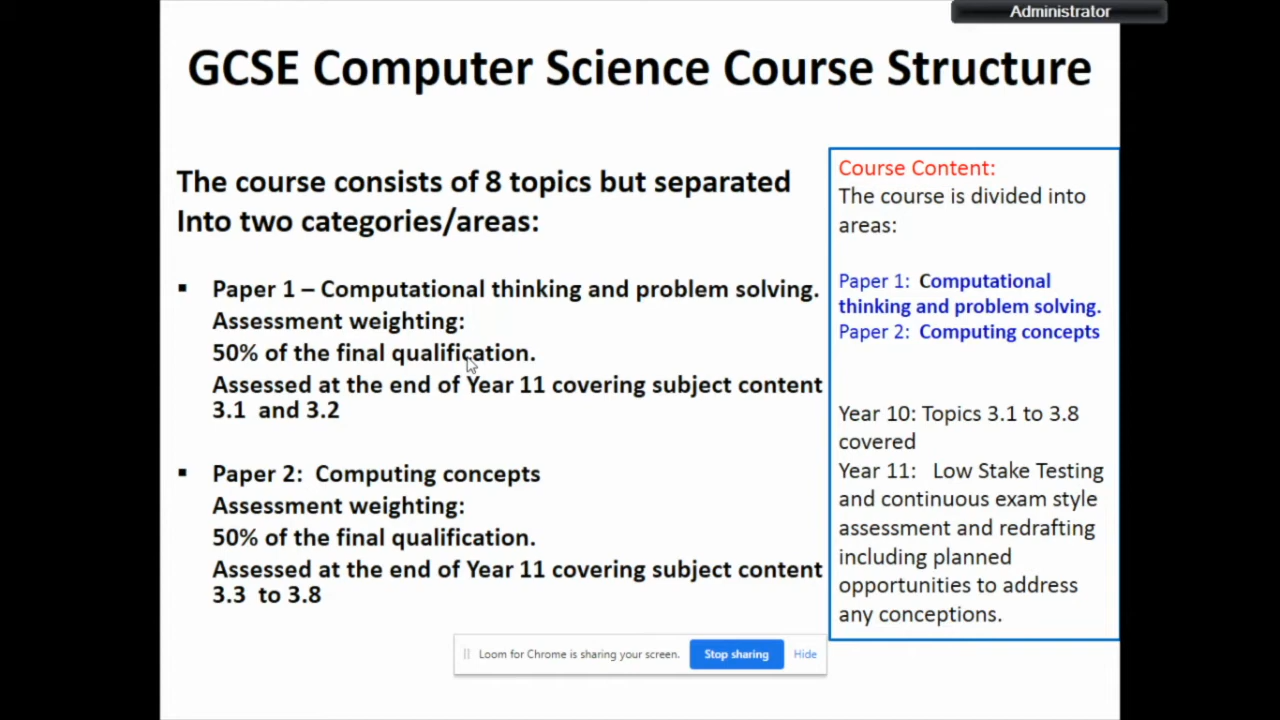 Administrator
GCSE Computer Science Course Structure
The course consists of 8 topics but separated
Into two categories/areas:
▪ Paper 1 – Computational thinking and problem solving.
Assessment weighting:
50% of the final qualification.
Assessed at the end of Year 11 covering subject content
3.1 and 3.2
▪ Paper 2: Computing concepts
Assessment weighting:
50% of the final qualification.
Assessed at the end of Year 11 covering subject content
3.3 to 3.8
Course Content:
The course is divided into
areas:
Paper 1: Computational
thinking and problem solving.
Paper 2: Computing concepts
Year 10: Topics 3.1 to 3.8
covered
Year 11: Low Stake Testing
and continuous exam style
assessment and redrafting
including planned
opportunities to address
any conceptions.
Loom for Chrome is sharing your screen. Stop sharing Hide